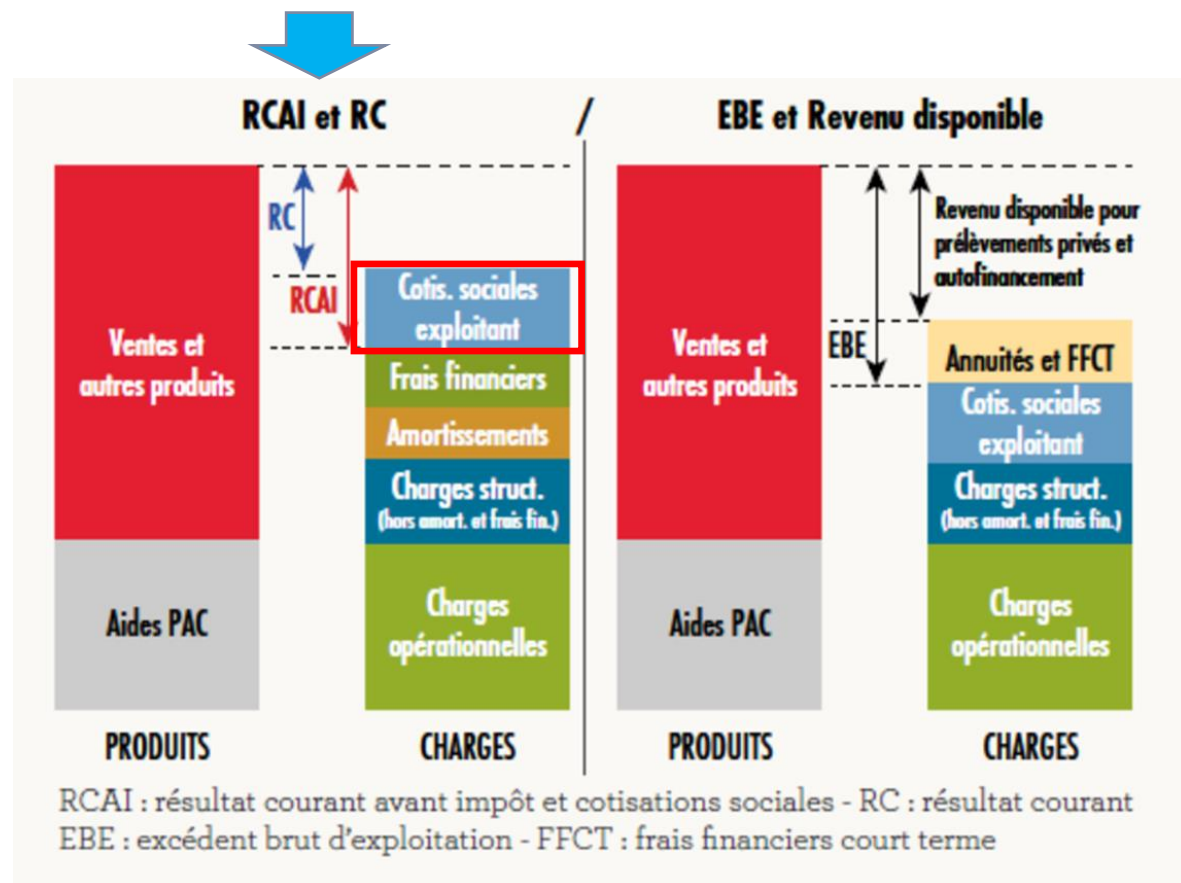 RCAI et RC
/
EBE et Revenu disponible
RC
RCAI
Ventes et
autres produits
Aides PAC
PRODUITS
Cotis. sociales
exploitant
Frais financiers
Amortissements
Charges struct.
(hors amort. et frais fin.)
Charges
opérationnelles
CHARGES
Ventes et
autres produits
Aides PAC
PRODUITS
EBE
Revenu disponible pour
prélèvements privés et
autofinancement
Annuités et FFCT
Cotis. sociales
exploitant
Charges struct.
(hors amort. et frais fin.)
Charges
opérationnelles
CHARGES
RCAI : résultat courant avant impôt et cotisations sociales - RC : résultat courant
EBE : excédent brut d'exploitation - FFCT : frais financiers court terme